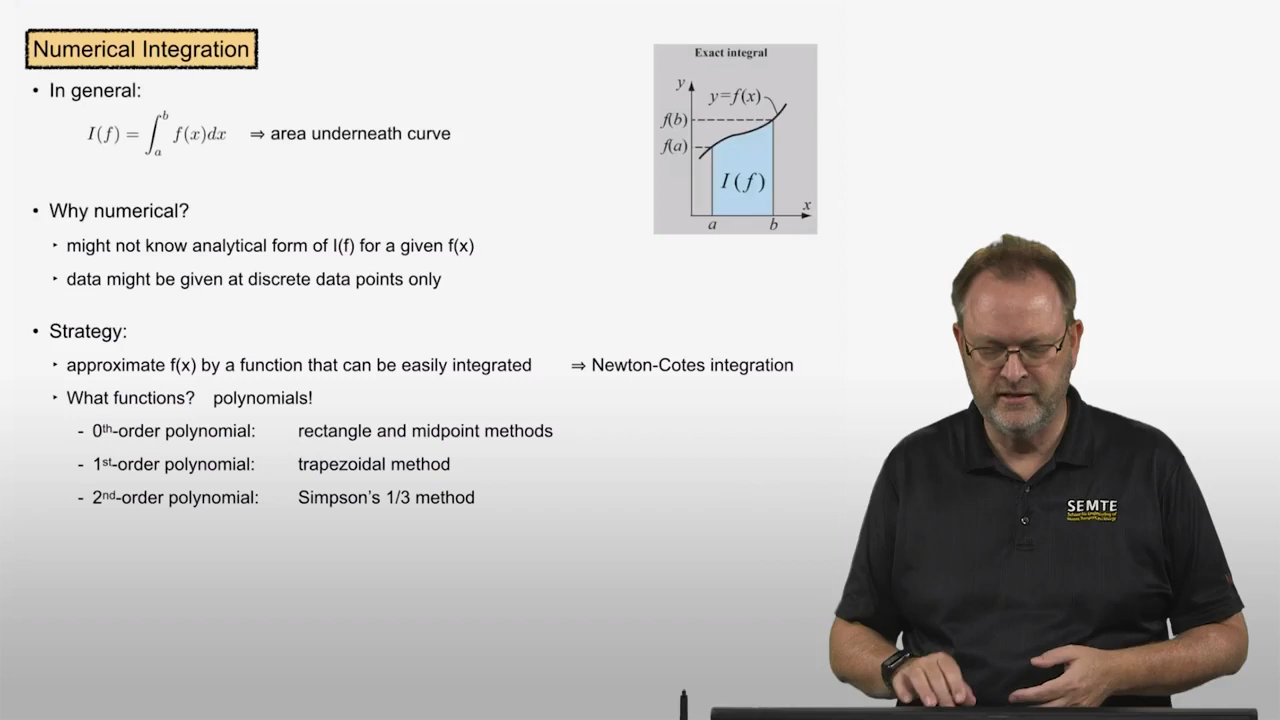 Numerical Integration
• In general:
I(f) = ∫_a^b f(x)dx ⇒ area underneath curve
• Why numerical?
‣ might not know analytical form of I(f) for a given f(x)
‣ data might be given at discrete data points only
• Strategy:
‣ approximate f(x) by a function that can be easily integrated ⇒ Newton-Cotes integration
‣ What functions? polynomials!
- 0th-order polynomial: rectangle and midpoint methods
- 1st-order polynomial: trapezoidal method
- 2nd-order polynomial: Simpson's 1/3 method
Exact integral
y
y=f(x)
f(b)
f(a)
I(f)
x
a b
SEMTE